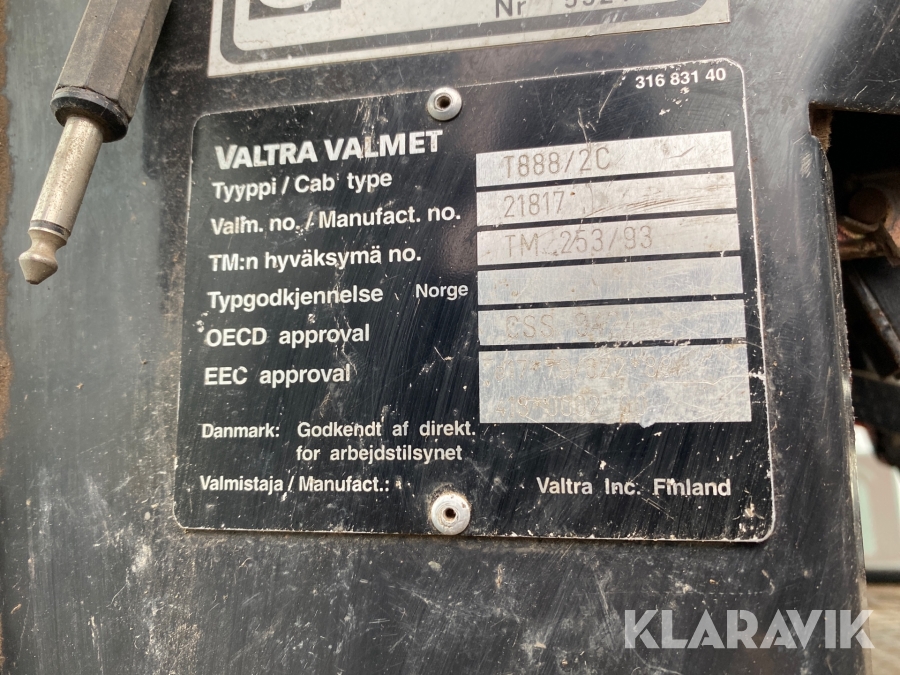 Nr
316 831 40
VALTRA VALMET
Tyyppi / Cab type T888/2C
Valm. no. / Manufact. no. 21817
TM:n hyväksymä no. TM 253/93
Typgodkjennelse Norge
OECD approval CSS
EEC approval
Danmark: Godkendt af direkt.
for arbejdstilsynet
Valmistaja / Manufact.: Valtra Inc. Finland
KLARAVIK